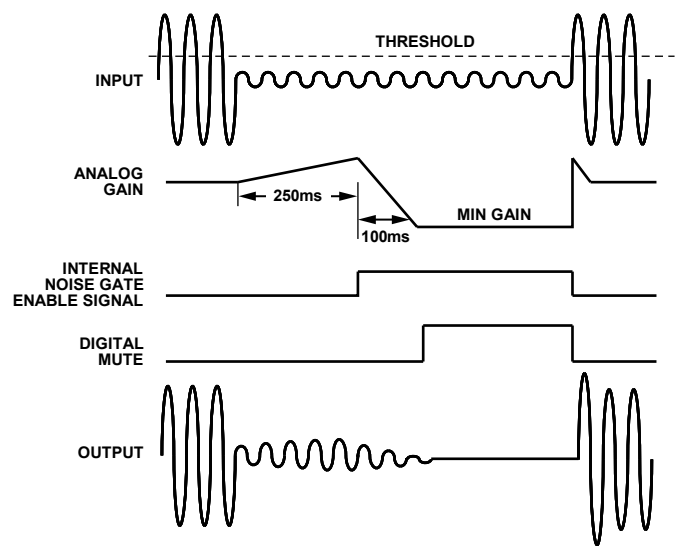 THRESHOLD
INPUT
ANALOG
GAIN
250ms
MIN GAIN
100ms
INTERNAL
NOISE GATE
ENABLE SIGNAL
DIGITAL
MUTE
OUTPUT